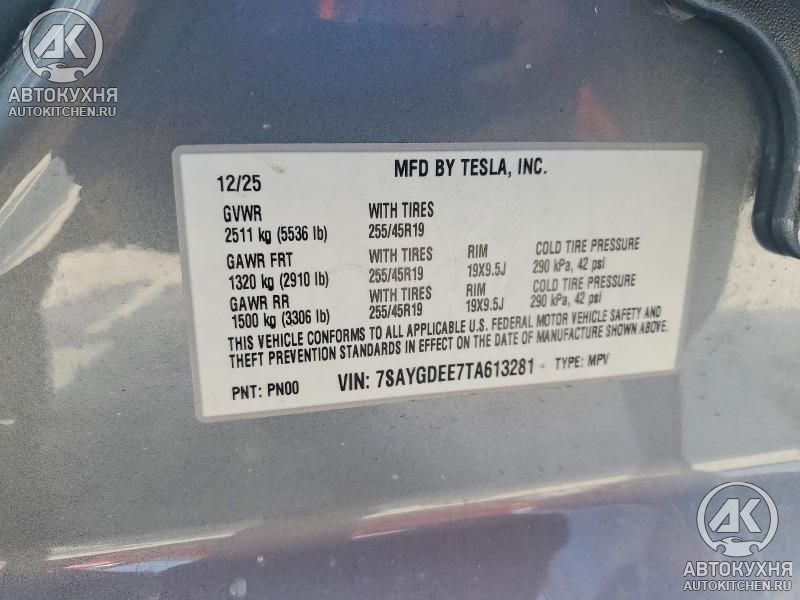 AK
АВТОКУХНЯ
AUTOKITCHEN.RU
MFD BY TESLA, INC.
12/25
GVWR WITH TIRES
2511 kg (5536 lb) 255/45R19
GAWR FRT WITH TIRES RIM COLD TIRE PRESSURE
1320 kg (2910 lb) 255/45R19 19X9.5J 290 kPa, 42 psi
GAWR RR WITH TIRES RIM COLD TIRE PRESSURE
1500 kg (3306 lb) 255/45R19 19X9.5J 290 kPa, 42 psi
THIS VEHICLE CONFORMS TO ALL APPLICABLE U.S. FEDERAL MOTOR VEHICLE SAFETY AND
THEFT PREVENTION STANDARDS IN EFFECT ON THE DATE OF MANUFACTURE SHOWN ABOVE.
PNT: PN00 VIN: 7SAYGDEE7TA613281 TYPE: MPV
AK
АВТОКУХНЯ
AUTOKITCHEN.RU